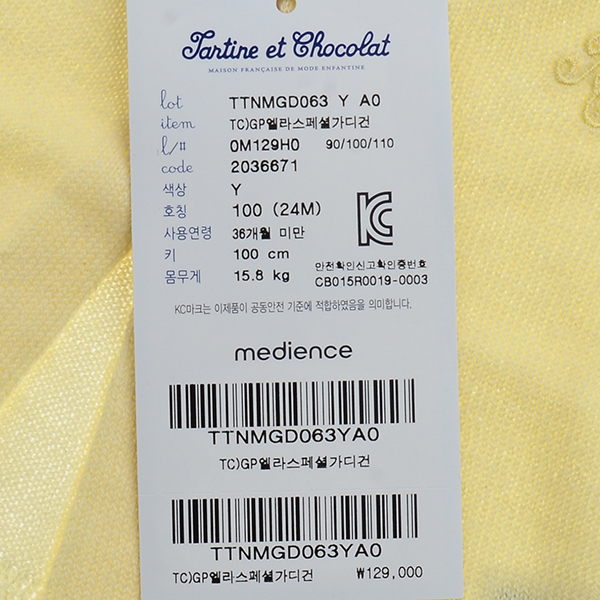 Tartine et Chocolat
MAISON FRANÇAISE DE MODE ENFANTINE
lot TTNMGD063 Y A0
item TC)GP엘라스페셜가디건
l/# 0M129H0 90/100/110
code 2036671
색상 Y
호칭 100 (24M)
사용연령 36개월 미만
키 100 cm
몸무게 15.8 kg
안전확인신고확인증번호
CB015R0019-0003
KC마크는 이제품이 공동안전 기준에 적합하였음을 의미합니다.
medience
TTNMGD063YA0
TC)GP엘라스페셜가디건
TTNMGD063YA0
TC)GP엘라스페셜가디건 ₩129,000